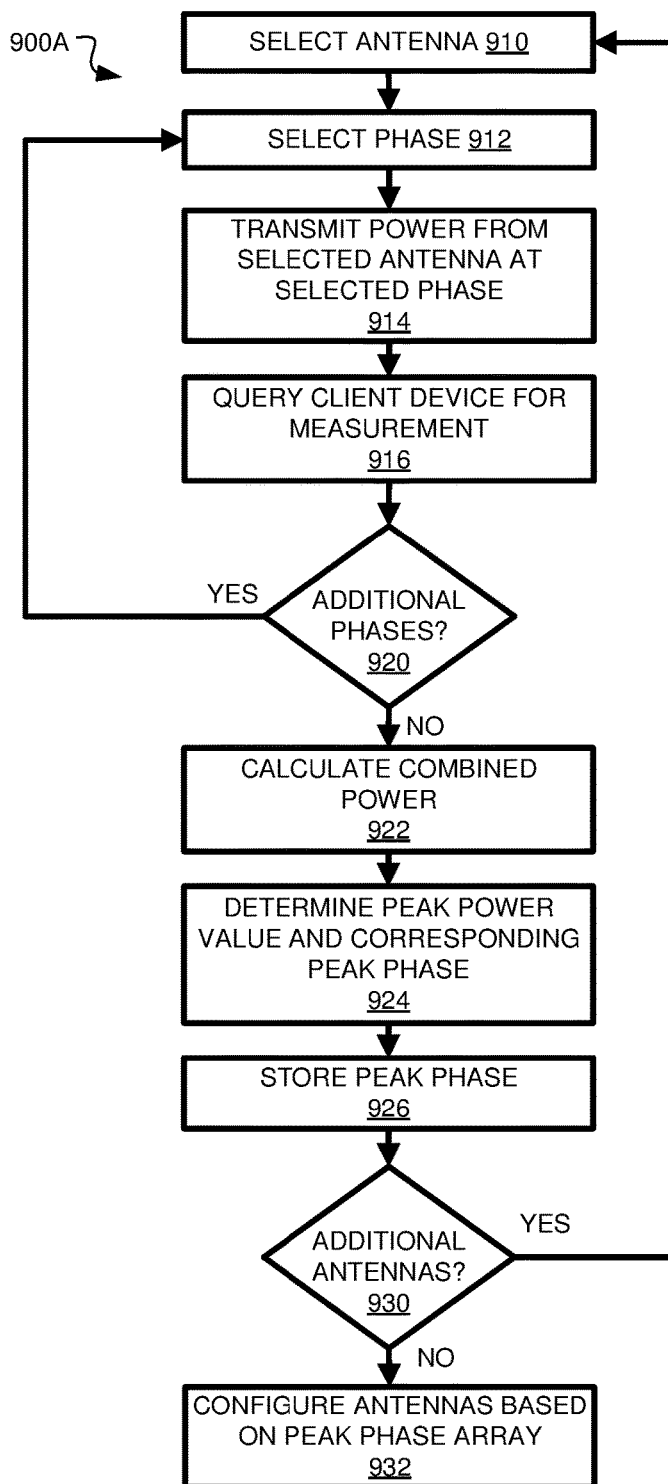 900A
SELECT ANTENNA 910
SELECT PHASE 912
TRANSMIT POWER FROM
SELECTED ANTENNA AT
SELECTED PHASE
914
QUERY CLIENT DEVICE FOR
MEASUREMENT
916
YES
ADDITIONAL
PHASES?
920
NO
CALCULATE COMBINED
POWER
922
DETERMINE PEAK POWER
VALUE AND CORRESPONDING
PEAK PHASE
924
STORE PEAK PHASE
926
YES
ADDITIONAL
ANTENNAS?
930
NO
CONFIGURE ANTENNAS BASED
ON PEAK PHASE ARRAY
932